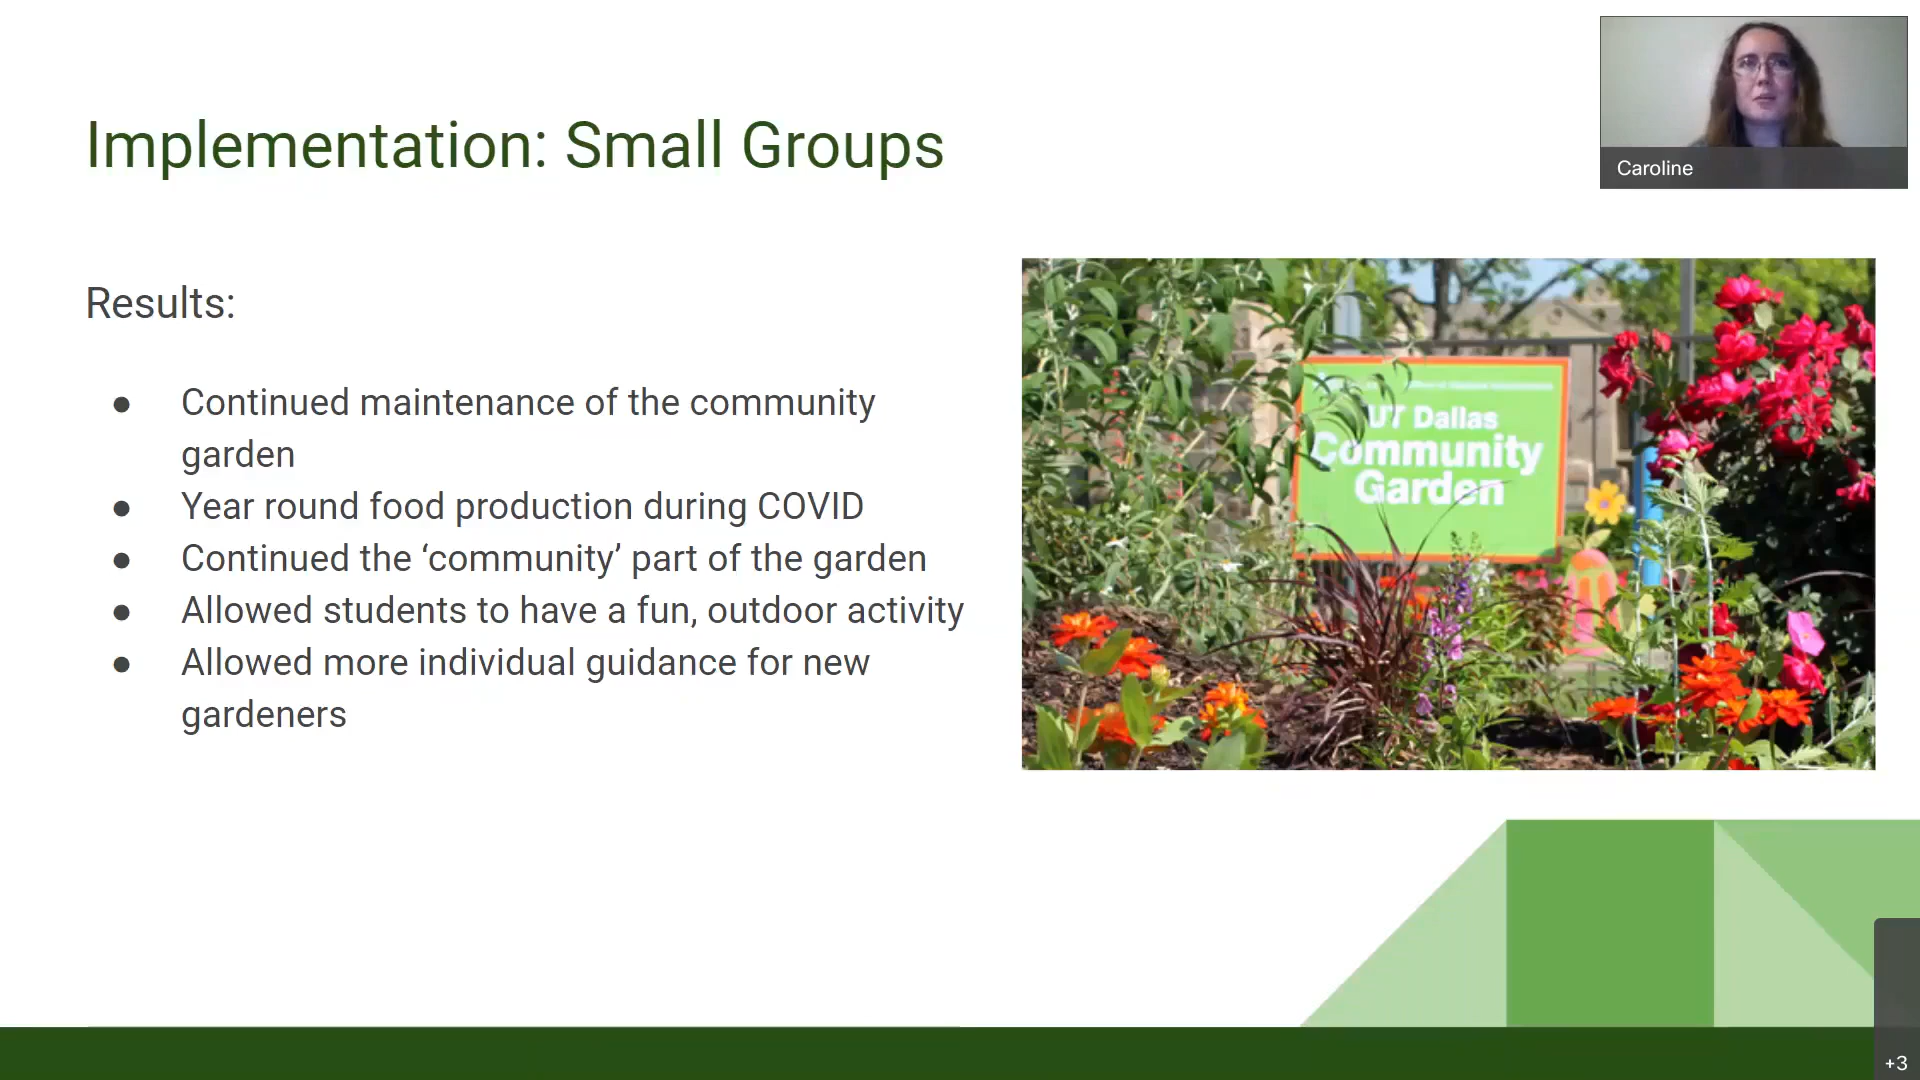 Caroline
Implementation: Small Groups
Results:
● Continued maintenance of the community
garden
● Year round food production during COVID
● Continued the ‘community’ part of the garden
● Allowed students to have a fun, outdoor activity
● Allowed more individual guidance for new
gardeners
UT Dallas
Community
Garden
+3